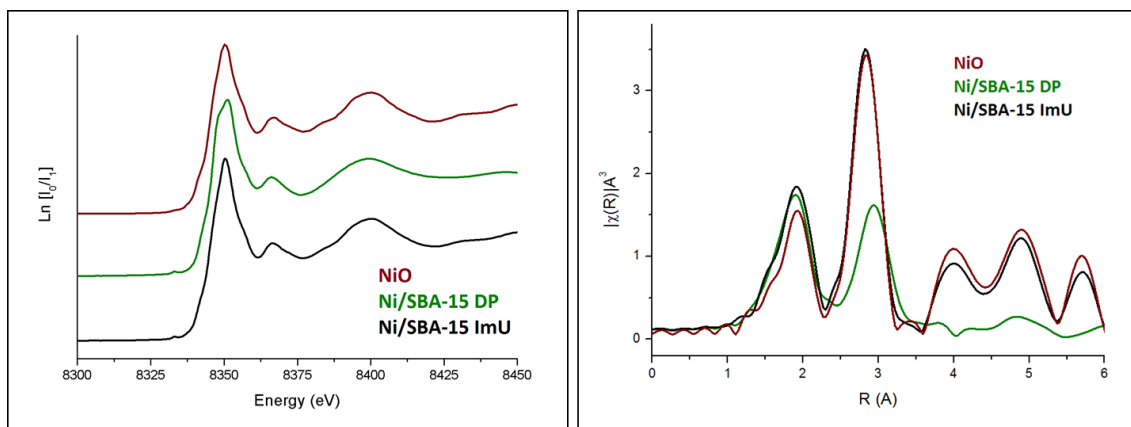 Ln [I₀/I₁]
NiO
Ni/SBA-15 DP
Ni/SBA-15 ImU
8300 8325 8350 8375 8400 8425 8450
Energy (eV)
|χ(R)|A³
3
2
1
0
NiO
Ni/SBA-15 DP
Ni/SBA-15 ImU
0 1 2 3 4 5 6
R (A)